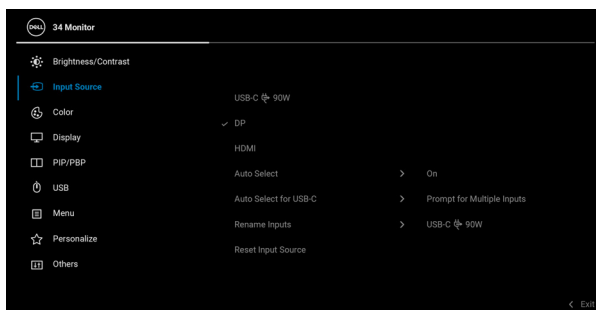 DELL 34 Monitor
Brightness/Contrast
Input Source
USB-C 90W
Color
DP
Display
HDMI
PIP/PBP
Auto Select > On
USB
Auto Select for USB-C > Prompt for Multiple Inputs
Menu
Rename Inputs > USB-C 90W
Personalize
Reset Input Source
Others
< Exit